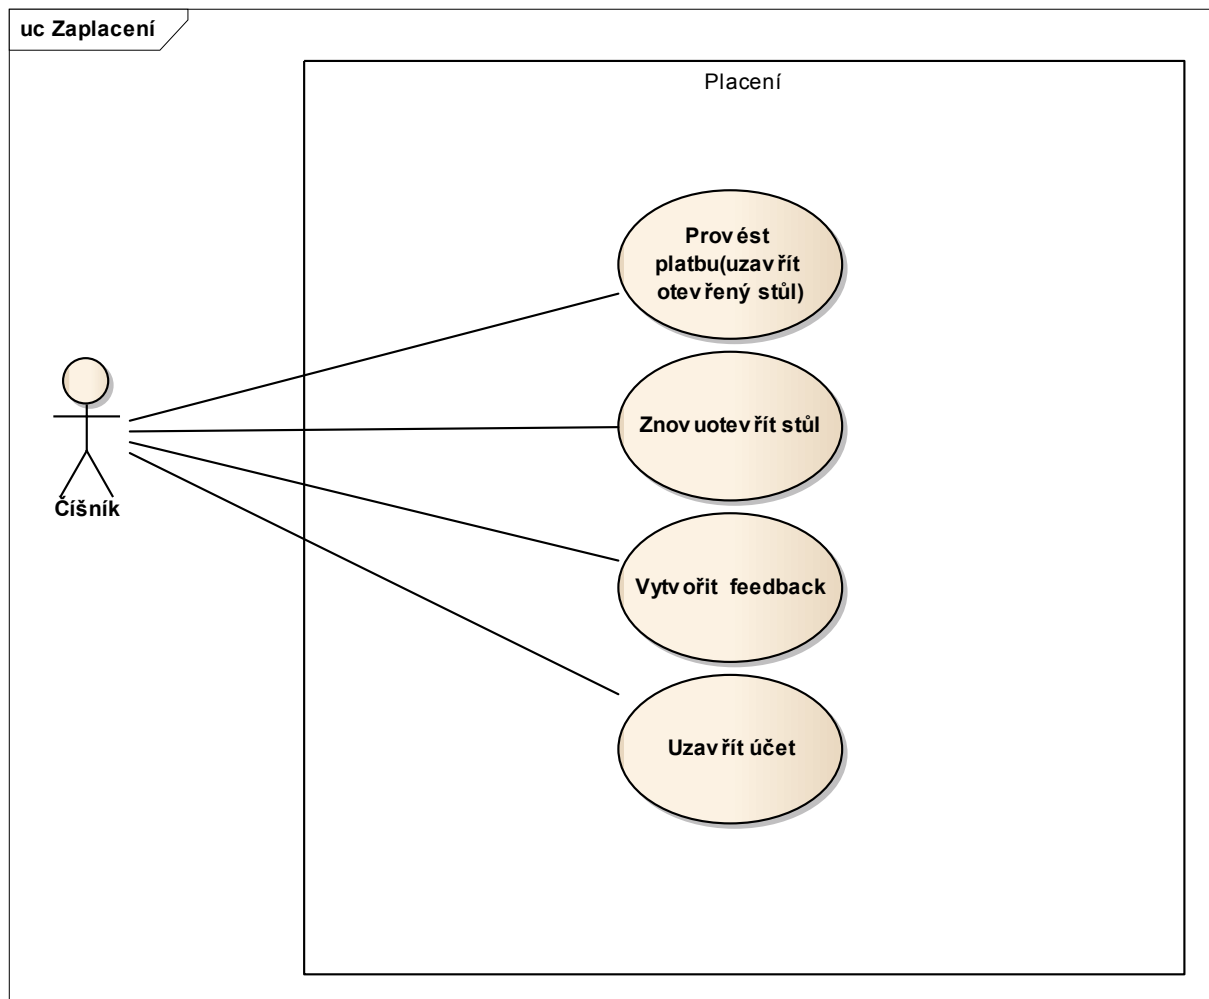 uc Zaplacení
Placení
Provést
platbu(uzavřít
otevřený stůl)
Znovuotevřít stůl
Číšník
Vytvořit feedback
Uzavřít účet